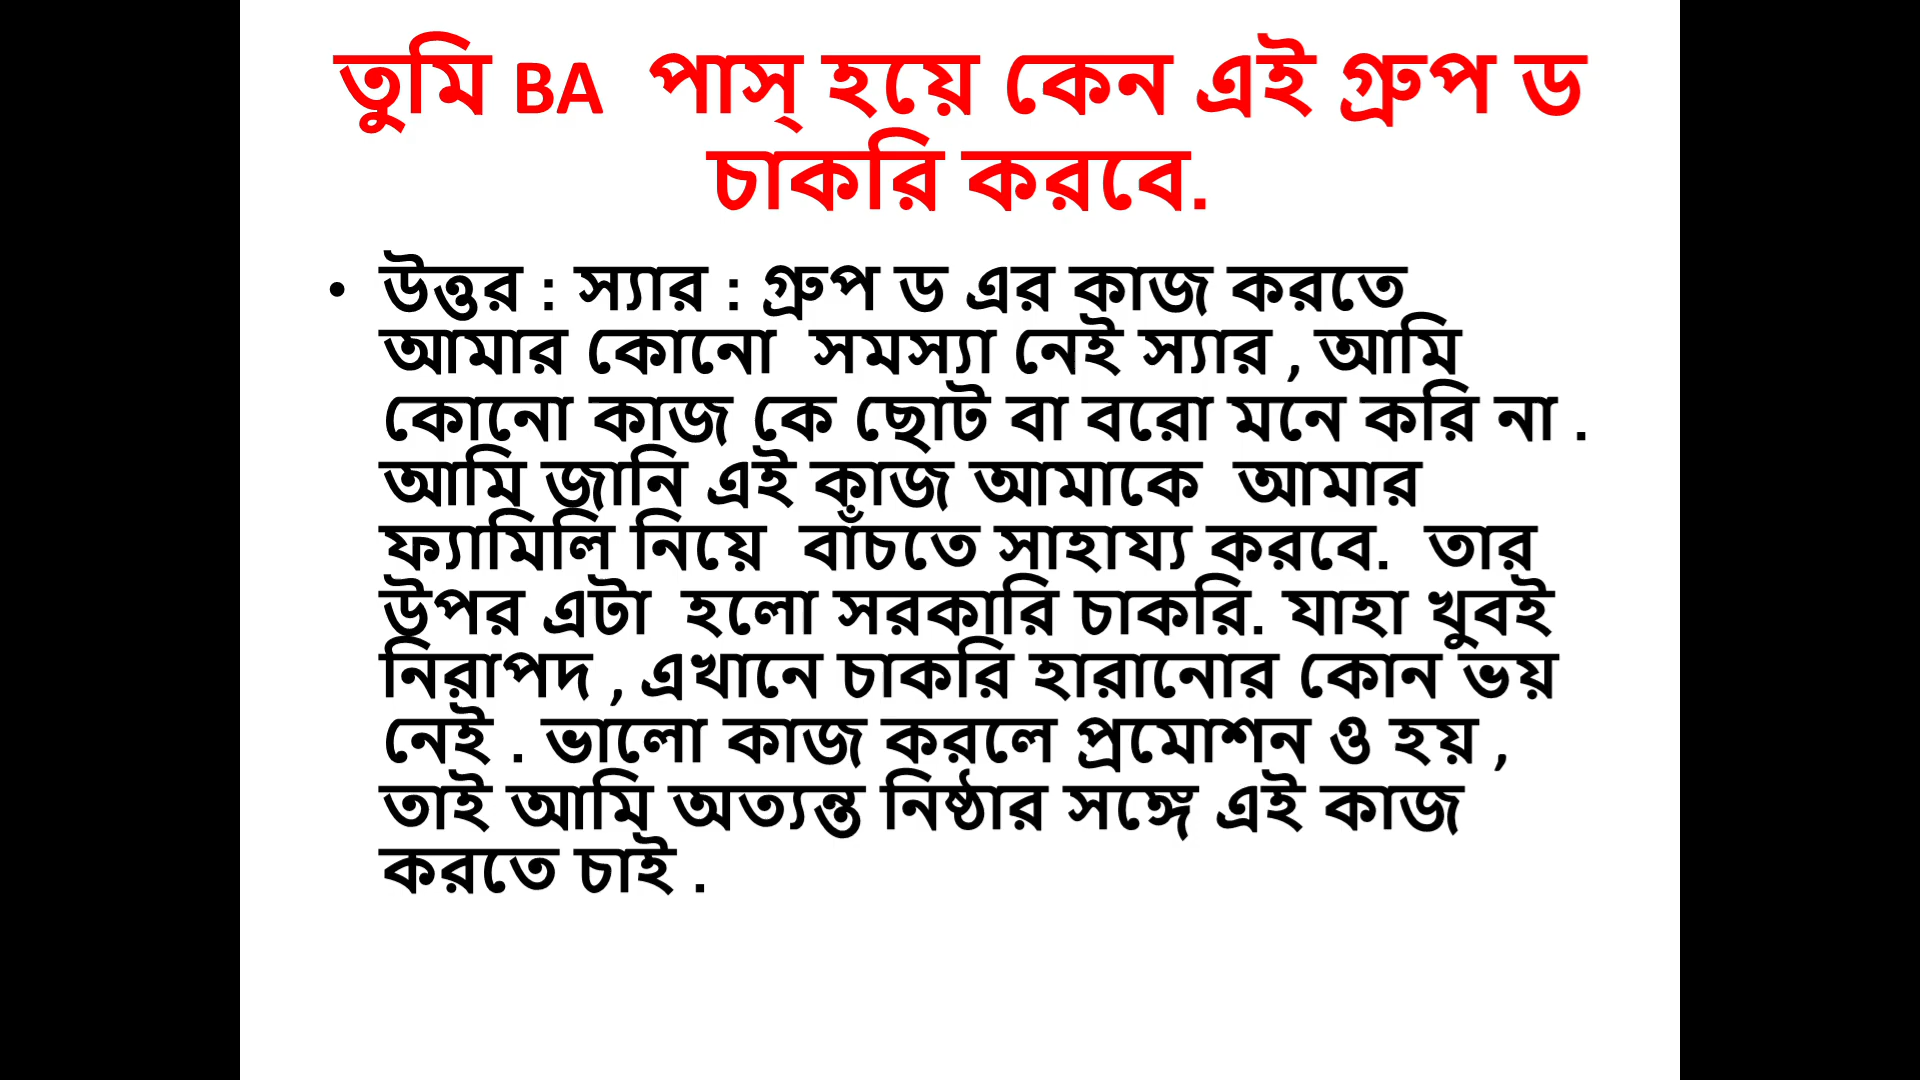 তুমি BA পাস্ হয়ে কেন এই গ্রুপ ড
চাকরি করবে.
• উত্তর : স্যার : গ্রুপ ড এর কাজ করতে
আমার কোনো সমস্যা নেই স্যার , আমি
কোনো কাজ কে ছোট বা বরো মনে করি না .
আমি জানি এই কাজ আমাকে আমার
ফ্যামিলি নিয়ে বাঁচতে সাহায্য করবে. তার
উপর এটা হলো সরকারি চাকরি. যাহা খুবই
নিরাপদ , এখানে চাকরি হারানোর কোন ভয়
নেই . ভালো কাজ করলে প্রমোশন ও হয় ,
তাই আমি অত্যন্ত নিষ্ঠার সঙ্গে এই কাজ
করতে চাই .